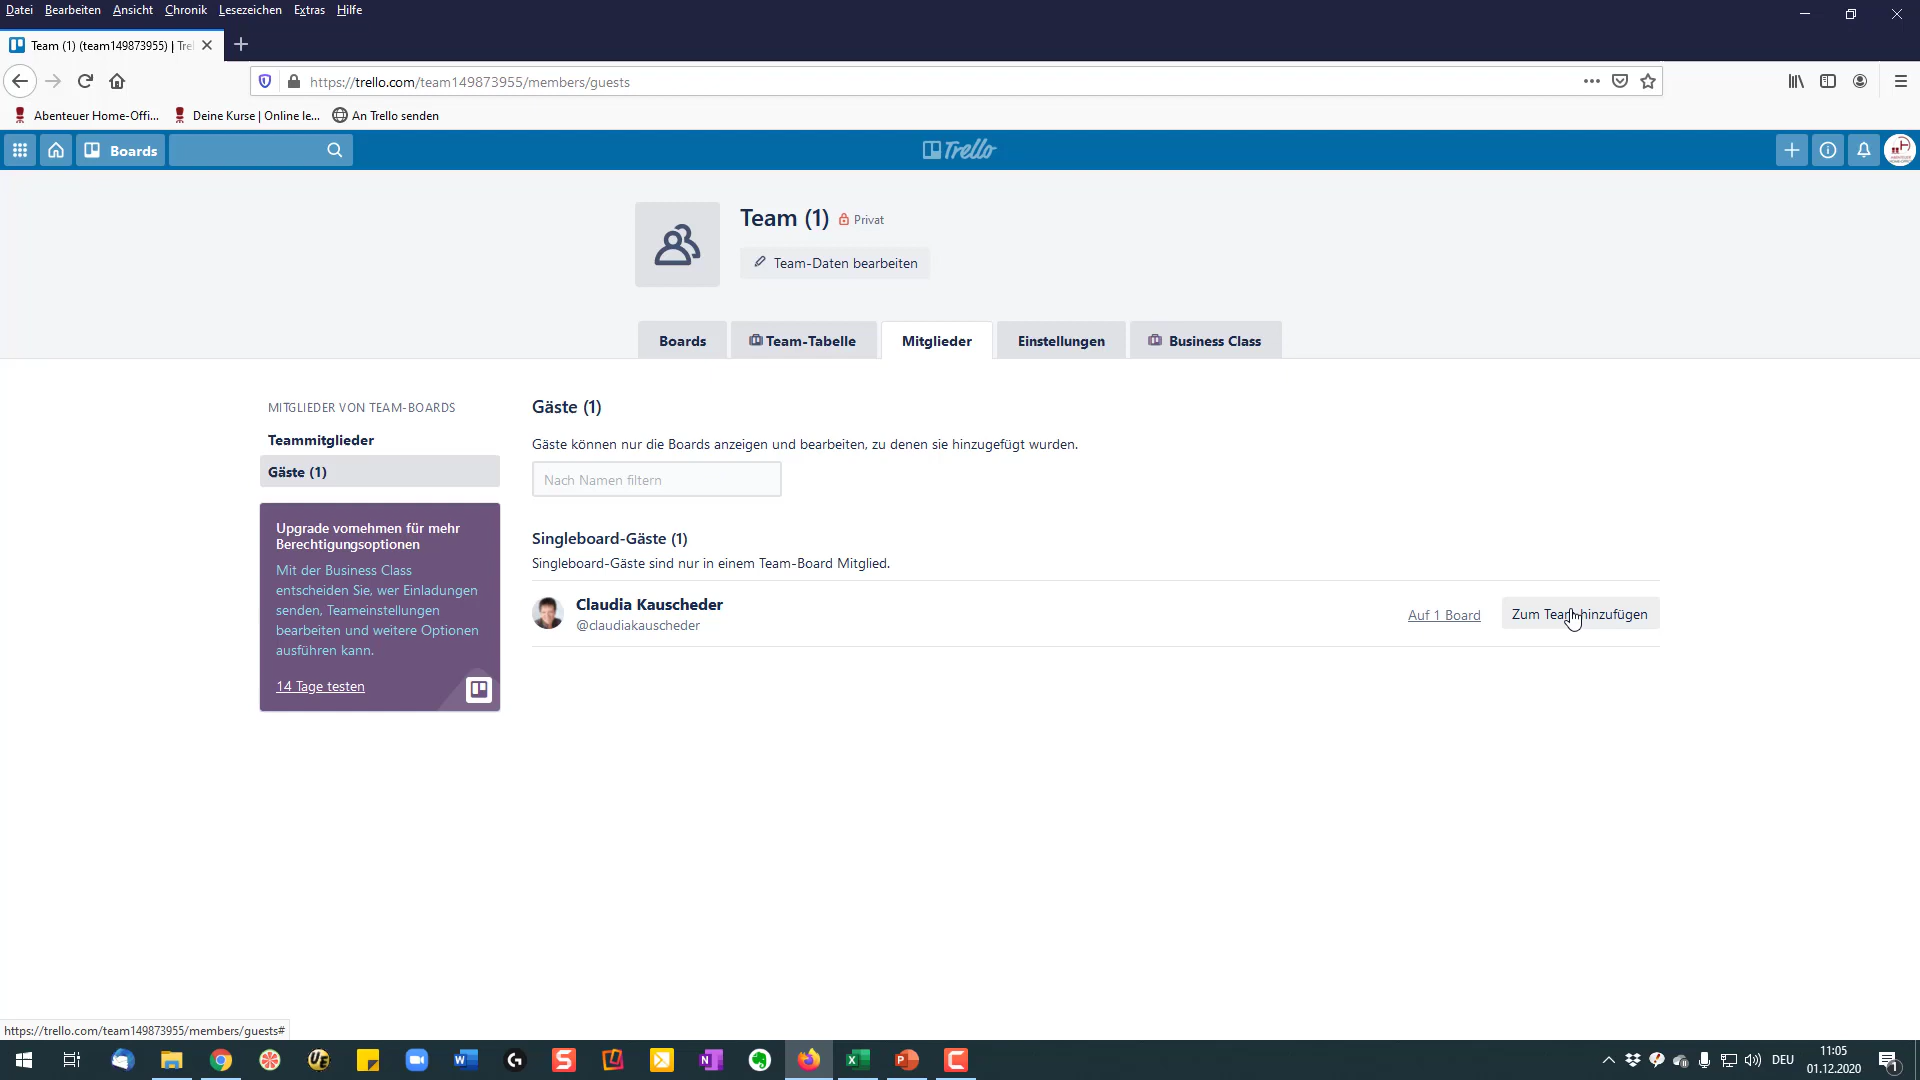 Datei Bearbeiten Ansicht Chronik Lesezeichen Extras Hilfe
Team (1) (team149873955) | Tre
https://trello.com/team149873955/members/guests
Abenteuer Home-Offi... Deine Kurse | Online le... An Trello senden
Boards
Trello
Team (1) Privat
Team-Daten bearbeiten
Boards Team-Tabelle Mitglieder Einstellungen Business Class
MITGLIEDER VON TEAM-BOARDS
Teammitglieder
Gäste (1)
Upgrade vornehmen für mehr
Berechtigungsoptionen
Mit der Business Class
entscheiden Sie, wer Einladungen
senden, Teameinstellungen
bearbeiten und weitere Optionen
ausführen kann.
14 Tage testen
Gäste (1)
Gäste können nur die Boards anzeigen und bearbeiten, zu denen sie hinzugefügt wurden.
Nach Namen filtern
Singleboard-Gäste (1)
Singleboard-Gäste sind nur in einem Team-Board Mitglied.
Claudia Kauscheder
@claudiakauscheder
Auf 1 Board
Zum Team hinzufügen
https://trello.com/team149873955/members/guests#
DEU
11:05
01.12.2020
1